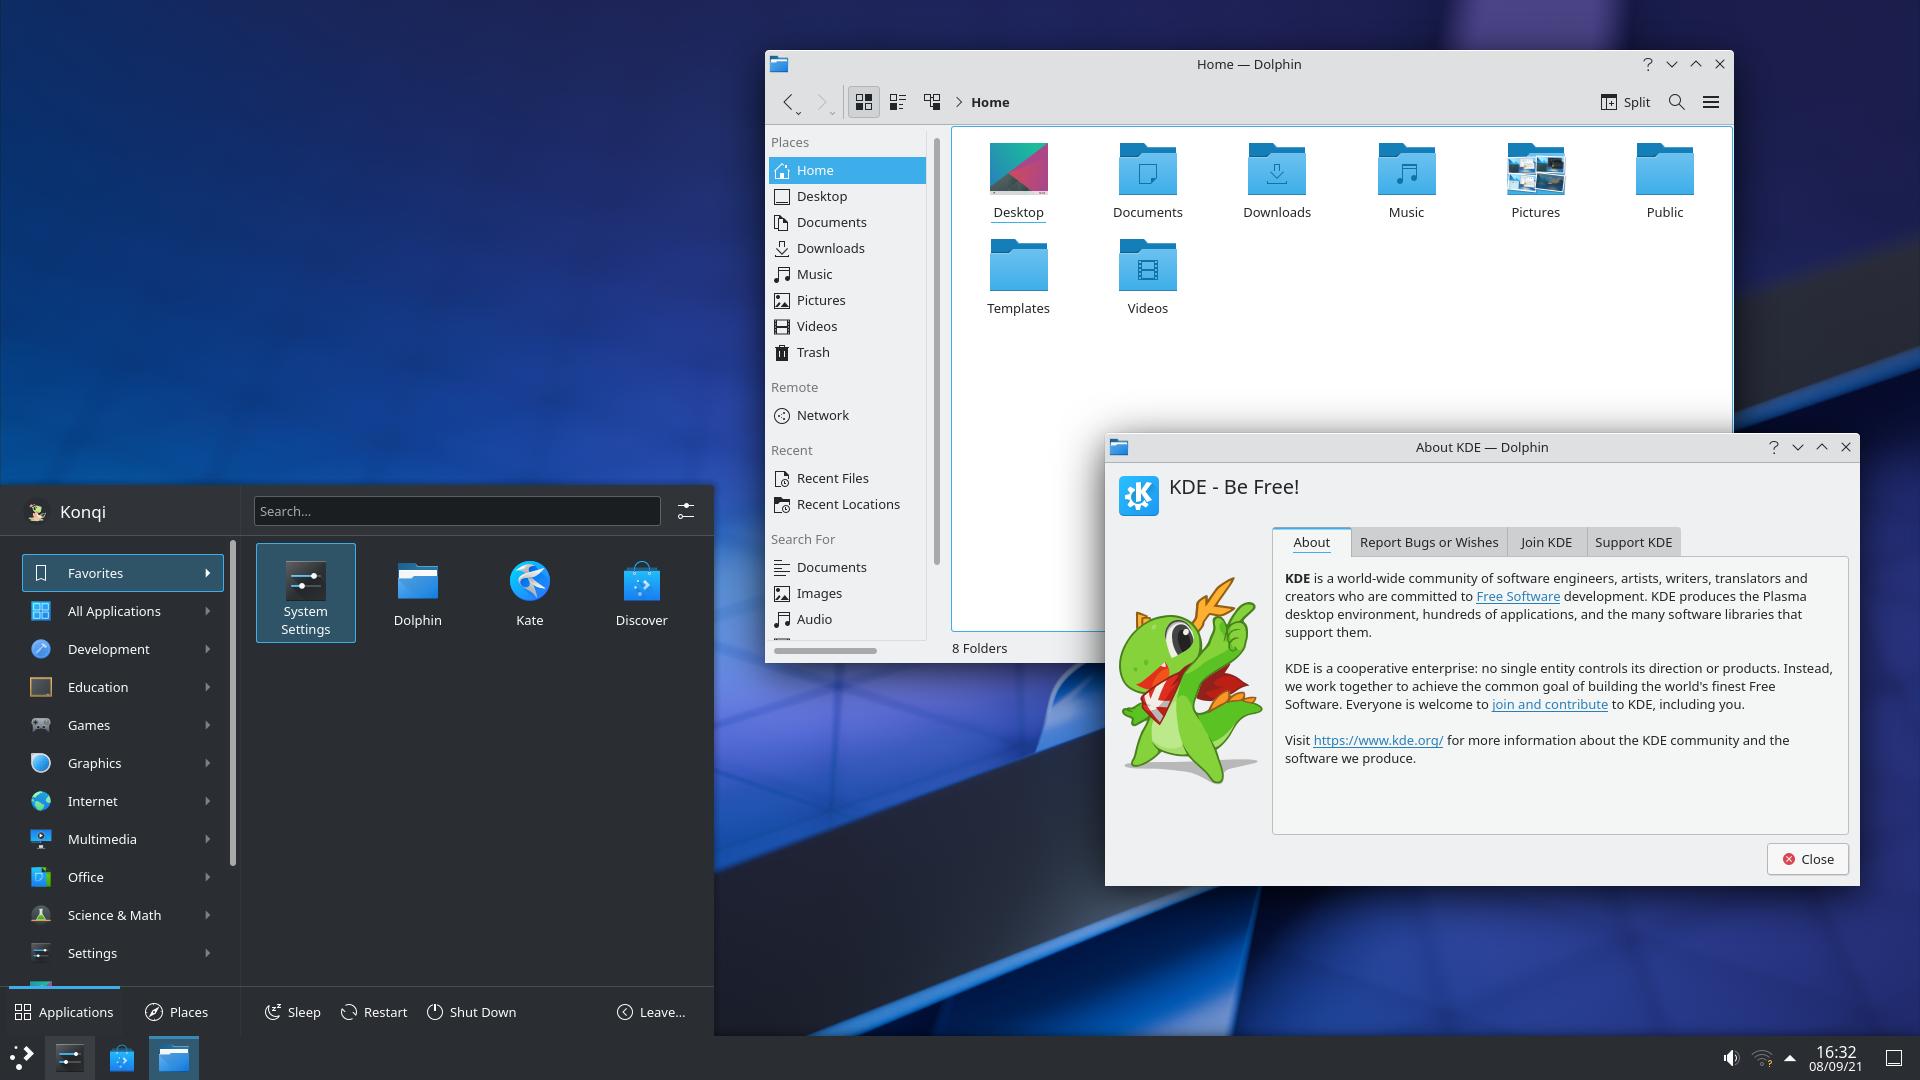 Home — Dolphin
Home
Split
Places
Home
Desktop
Documents
Downloads
Music
Pictures
Videos
Trash
Remote
Network
Recent
Recent Files
Recent Locations
Search For
Documents
Images
Audio
Desktop
Documents
Downloads
Music
Pictures
Public
Templates
Videos
8 Folders
About KDE — Dolphin
KDE - Be Free!
About
Report Bugs or Wishes
Join KDE
Support KDE
KDE is a world-wide community of software engineers, artists, writers, translators and
creators who are committed to Free Software development. KDE produces the Plasma
desktop environment, hundreds of applications, and the many software libraries that
support them.
KDE is a cooperative enterprise: no single entity controls its direction or products. Instead,
we work together to achieve the common goal of building the world's finest Free
Software. Everyone is welcome to join and contribute to KDE, including you.
Visit https://www.kde.org/ for more information about the KDE community and the
software we produce.
Close
Konqi
Search...
Favorites
All Applications
Development
Education
Games
Graphics
Internet
Multimedia
Office
Science & Math
Settings
System
Settings
Dolphin
Kate
Discover
Applications
Places
Sleep
Restart
Shut Down
Leave...
16:32
08/09/21